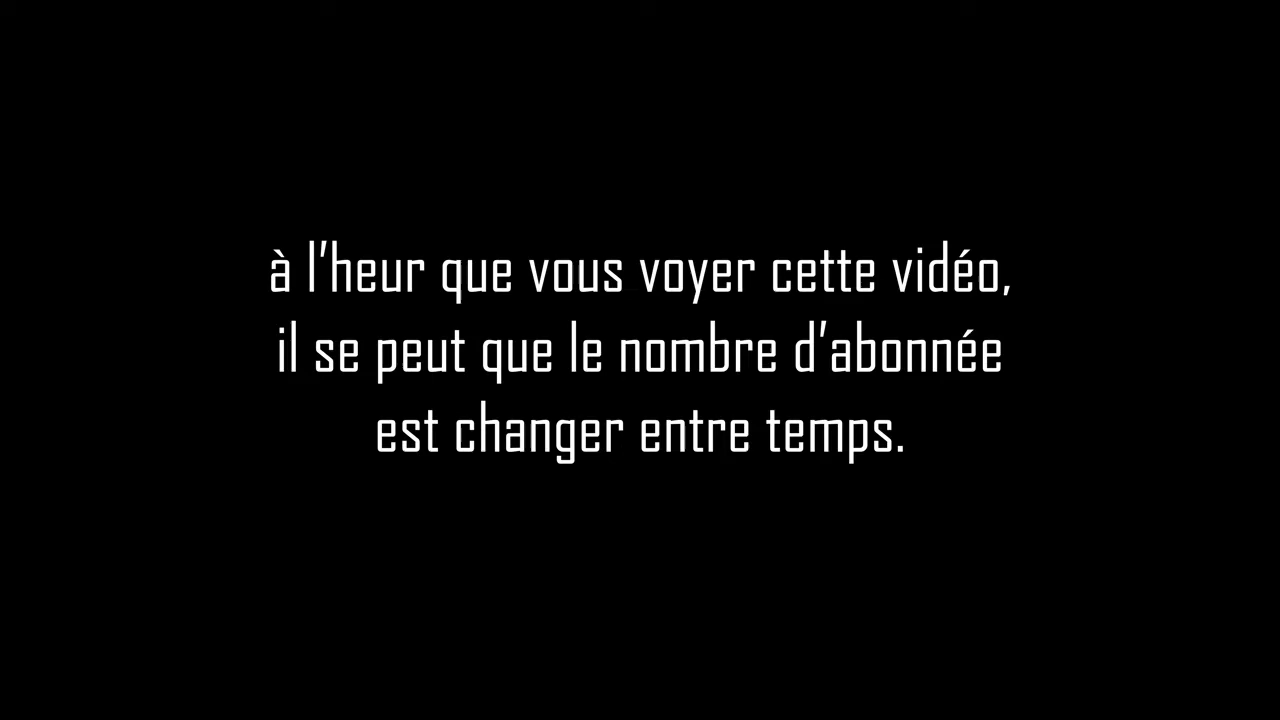 à l’heur que vous voyer cette vidéo,
il se peut que le nombre d’abonnée
est changer entre temps.